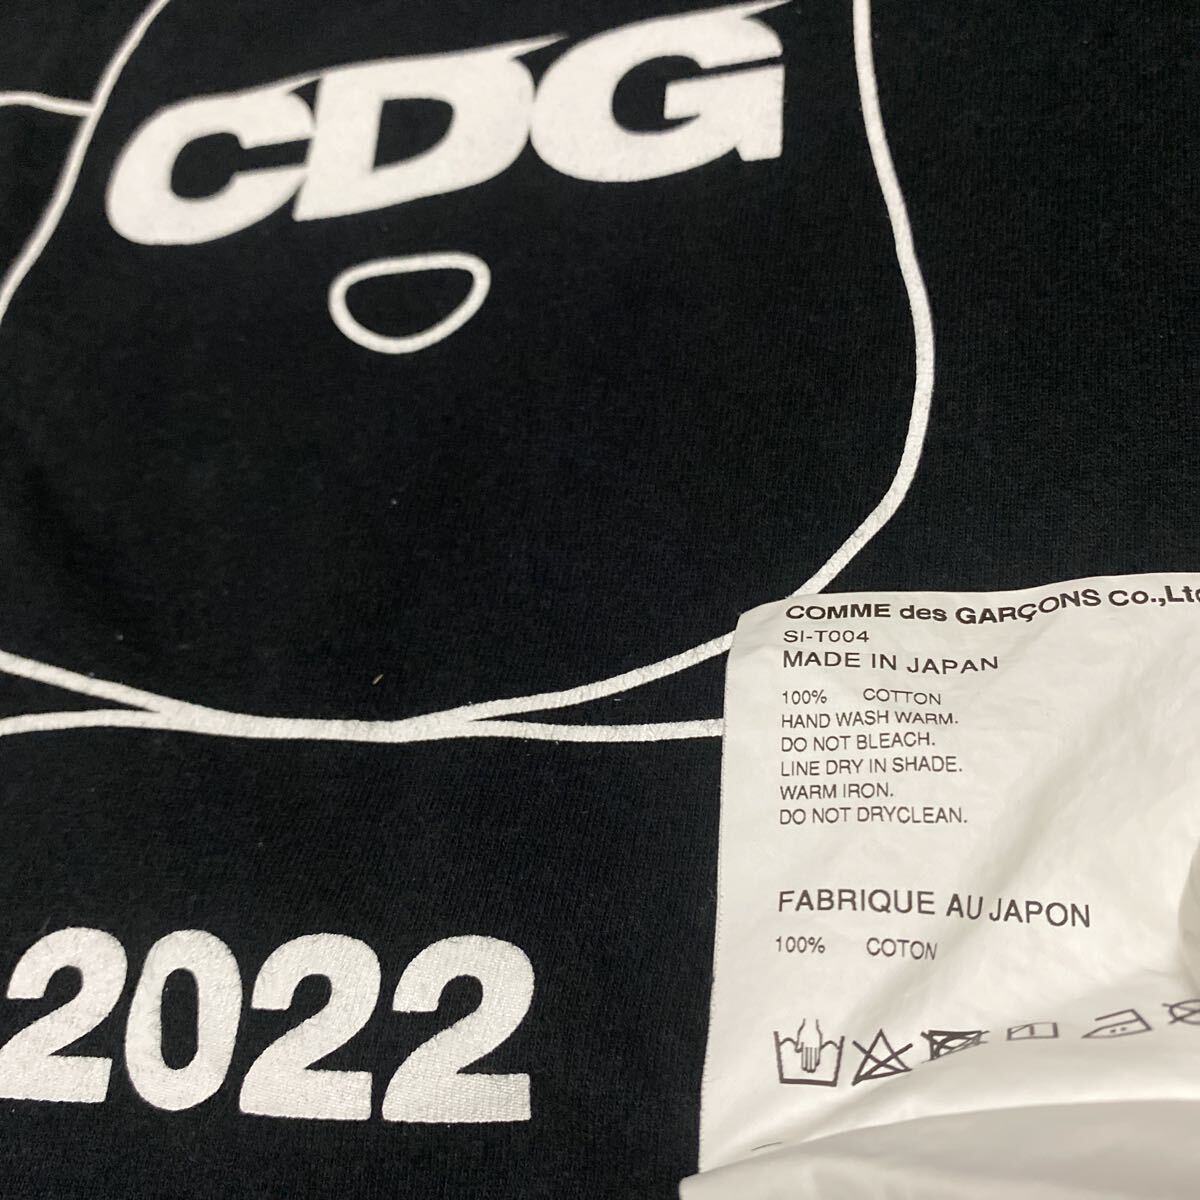 CDG
2022
COMME des GARÇONS Co.,Ltd
SI-T004
MADE IN JAPAN
100% COTTON
HAND WASH WARM.
DO NOT BLEACH.
LINE DRY IN SHADE.
WARM IRON.
DO NOT DRYCLEAN.
FABRIQUE AU JAPON
100% COTON